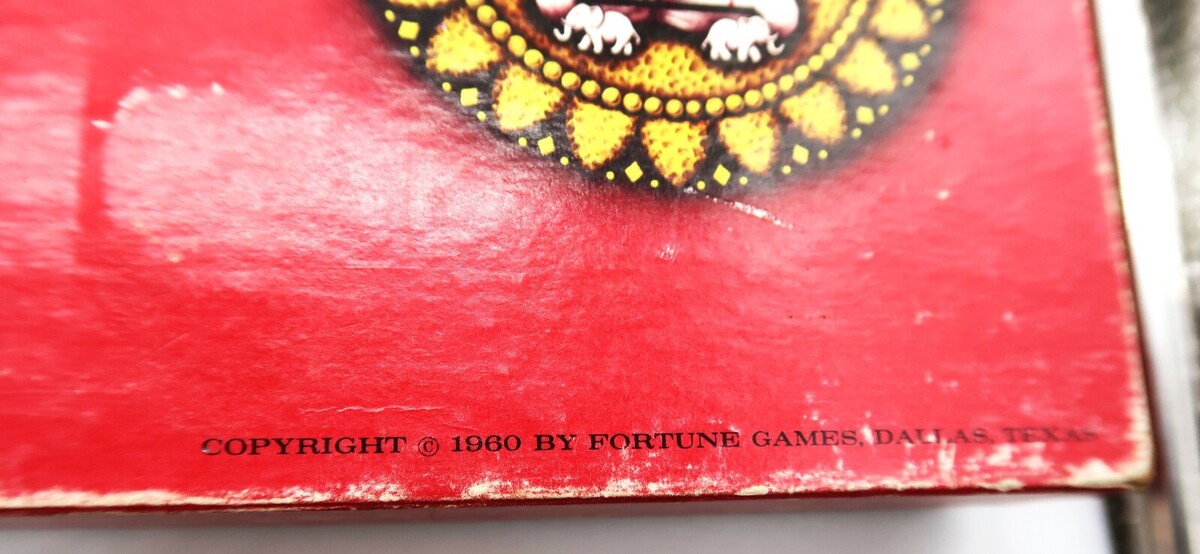 COPYRIGHT © 1960 BY FORTUNE GAMES, DALLAS, TEXAS